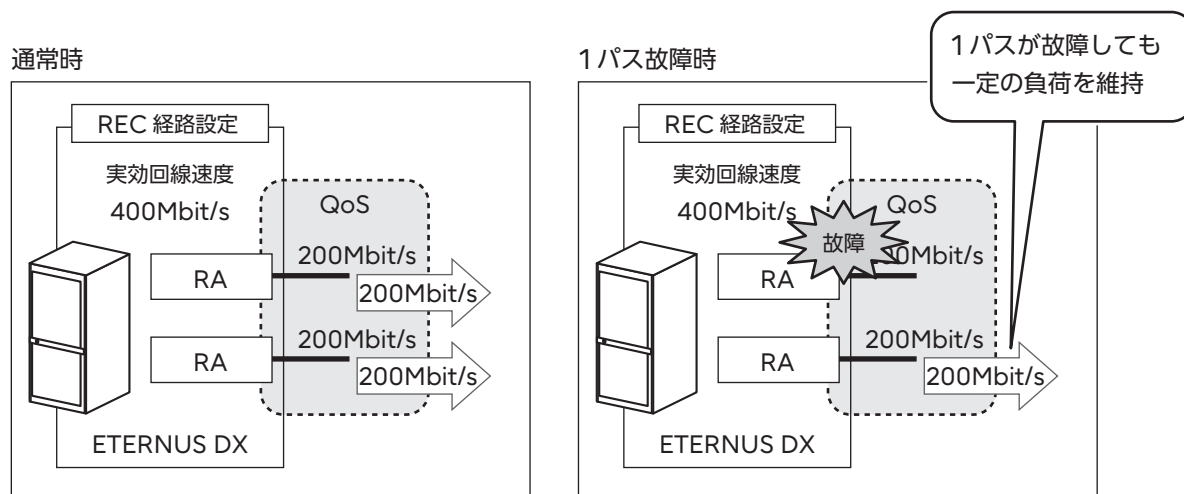 通常時
REC 経路設定
実効回線速度
400Mbit/s
QoS
200Mbit/s
RA
200Mbit/s
200Mbit/s
RA
200Mbit/s
ETERNUS DX
1パス故障時
1パスが故障しても
一定の負荷を維持
REC 経路設定
実効回線速度
400Mbit/s
QoS
故障
00Mbit/s
RA
200Mbit/s
RA
200Mbit/s
ETERNUS DX